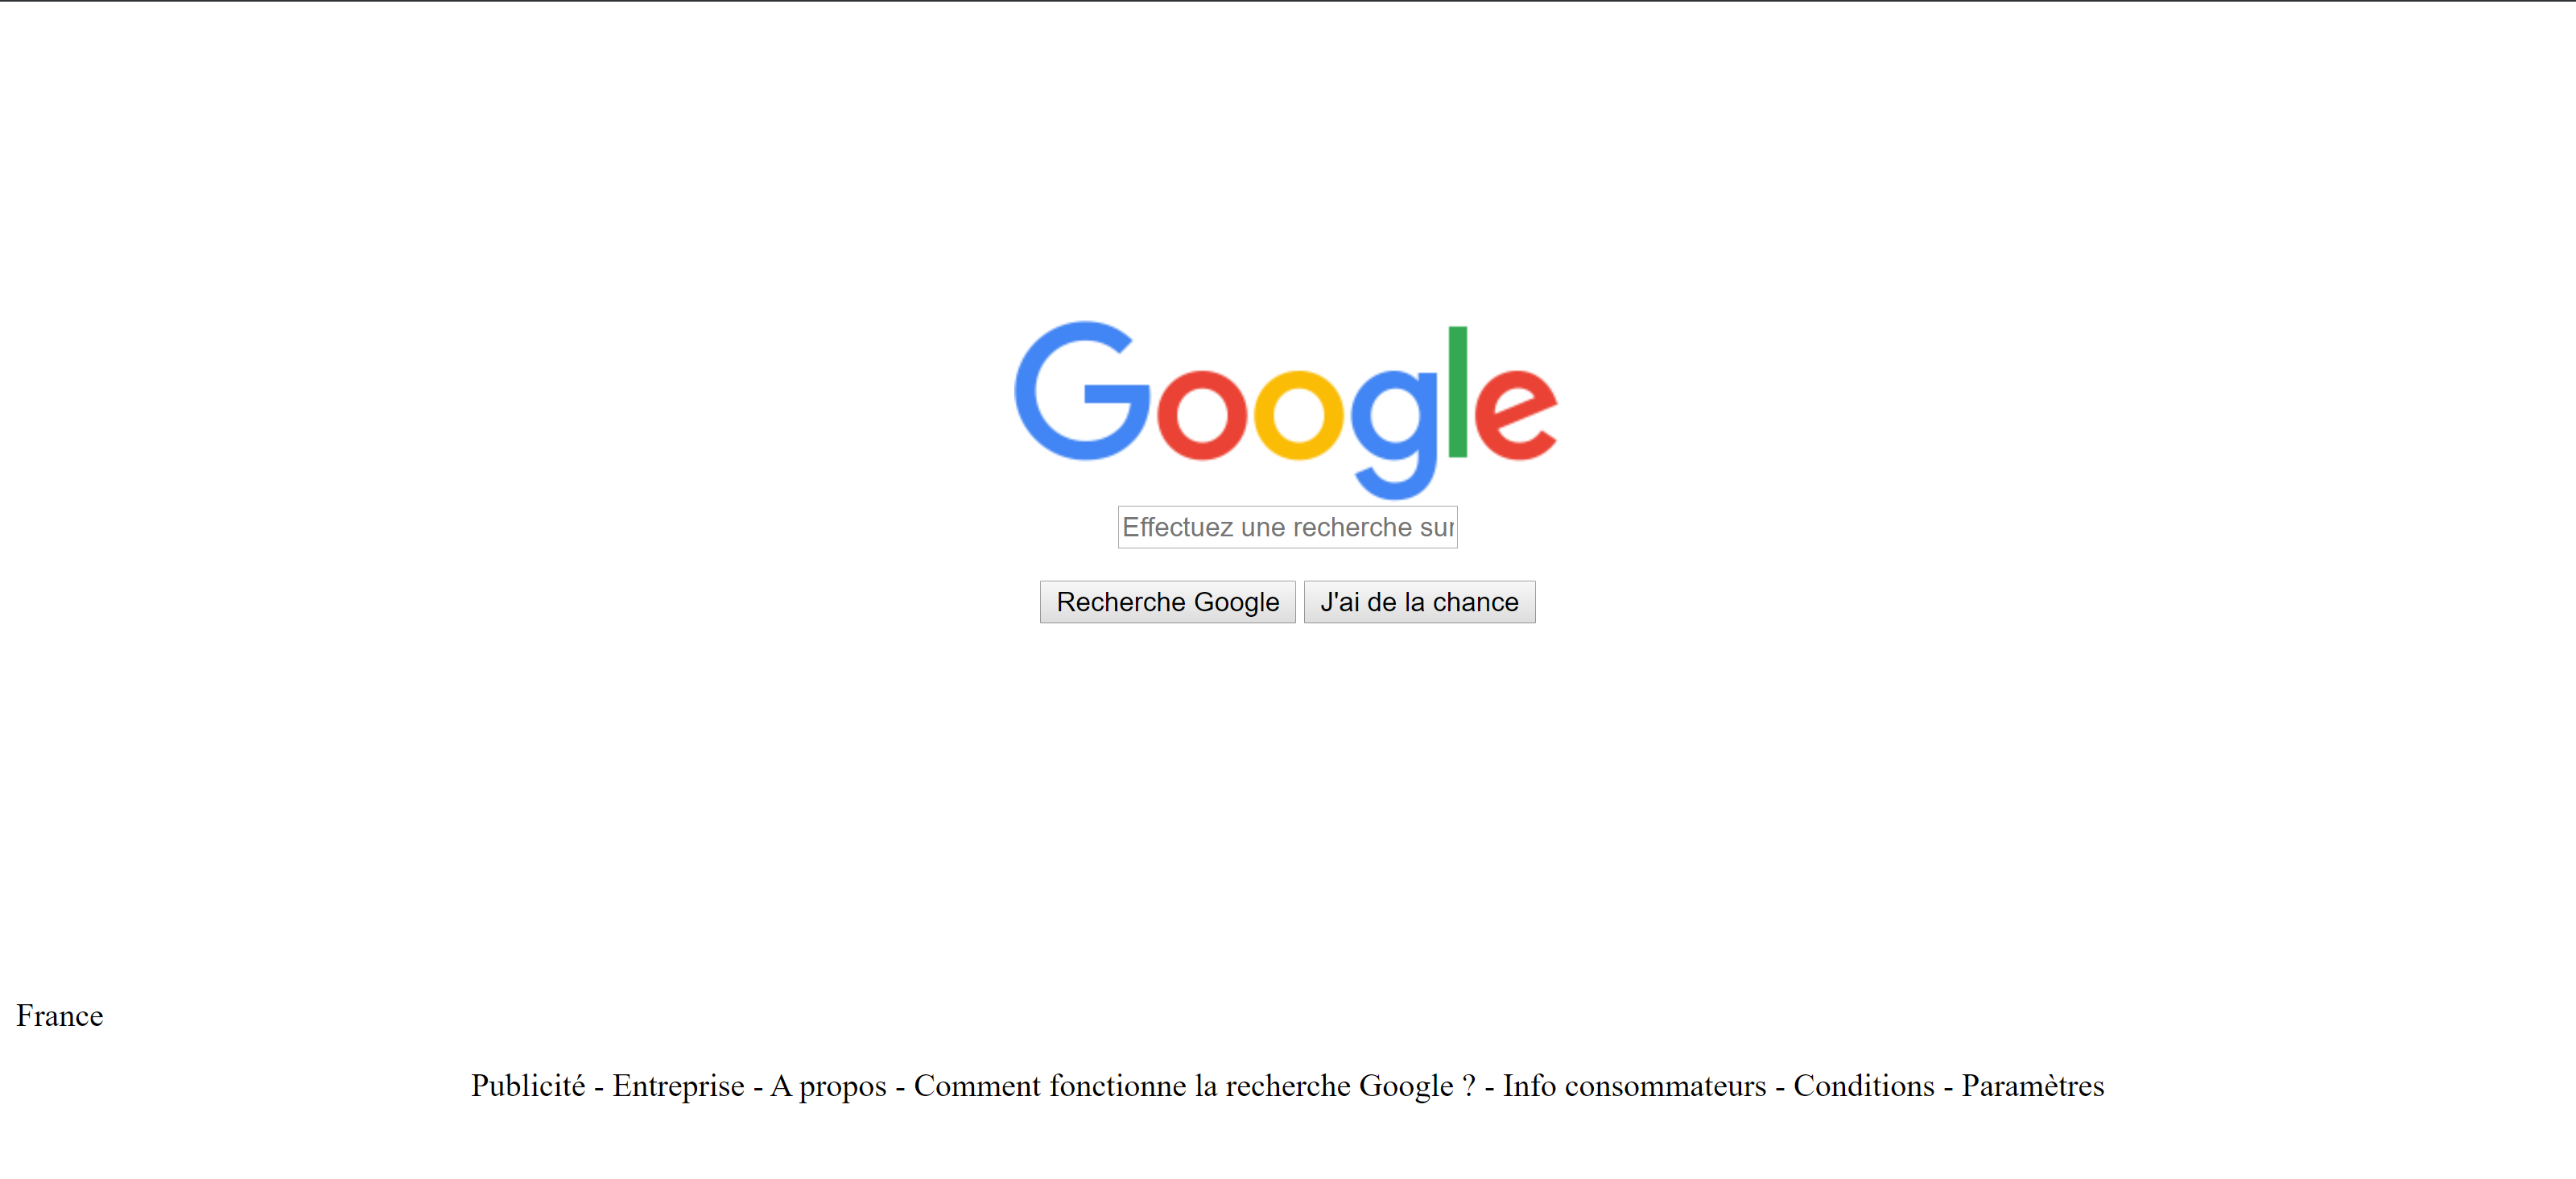 Google
Effectuez une recherche sur
Recherche Google J'ai de la chance
France
Publicité - Entreprise - A propos - Comment fonctionne la recherche Google ? - Info consommateurs - Conditions - Paramètres